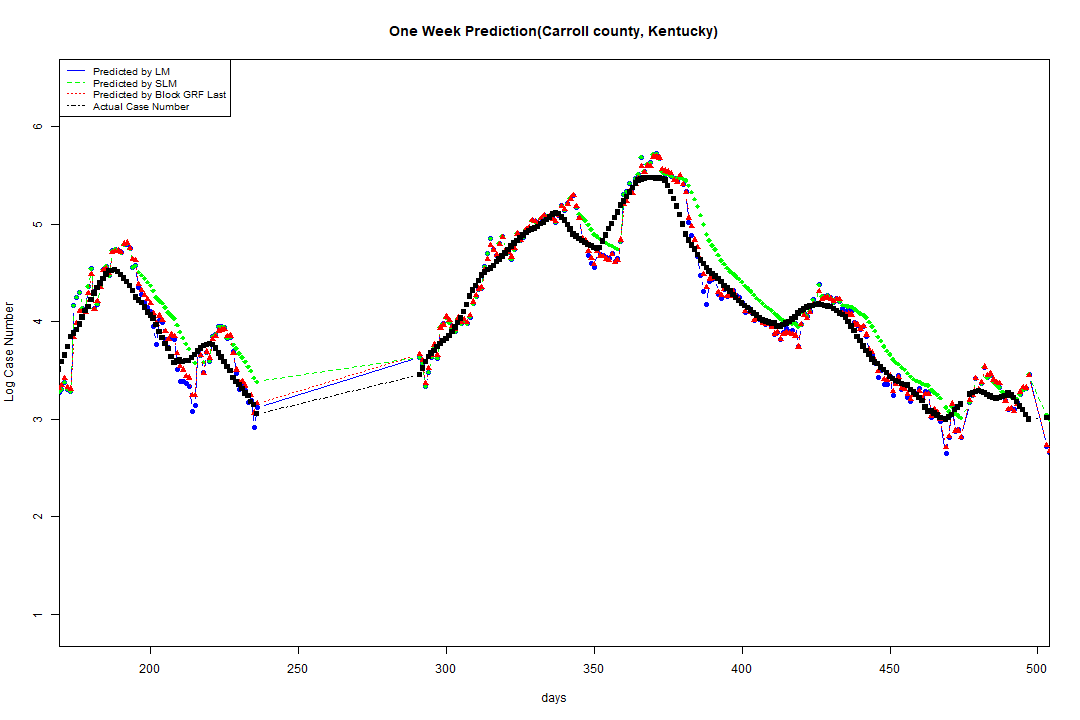 One Week Prediction(Carroll county, Kentucky)
Predicted by LM
Predicted by SLM
Predicted by Block GRF Last
Actual Case Number
Log Case Number
6
5
4
3
2
1
200 250 300 350 400 450 500
days